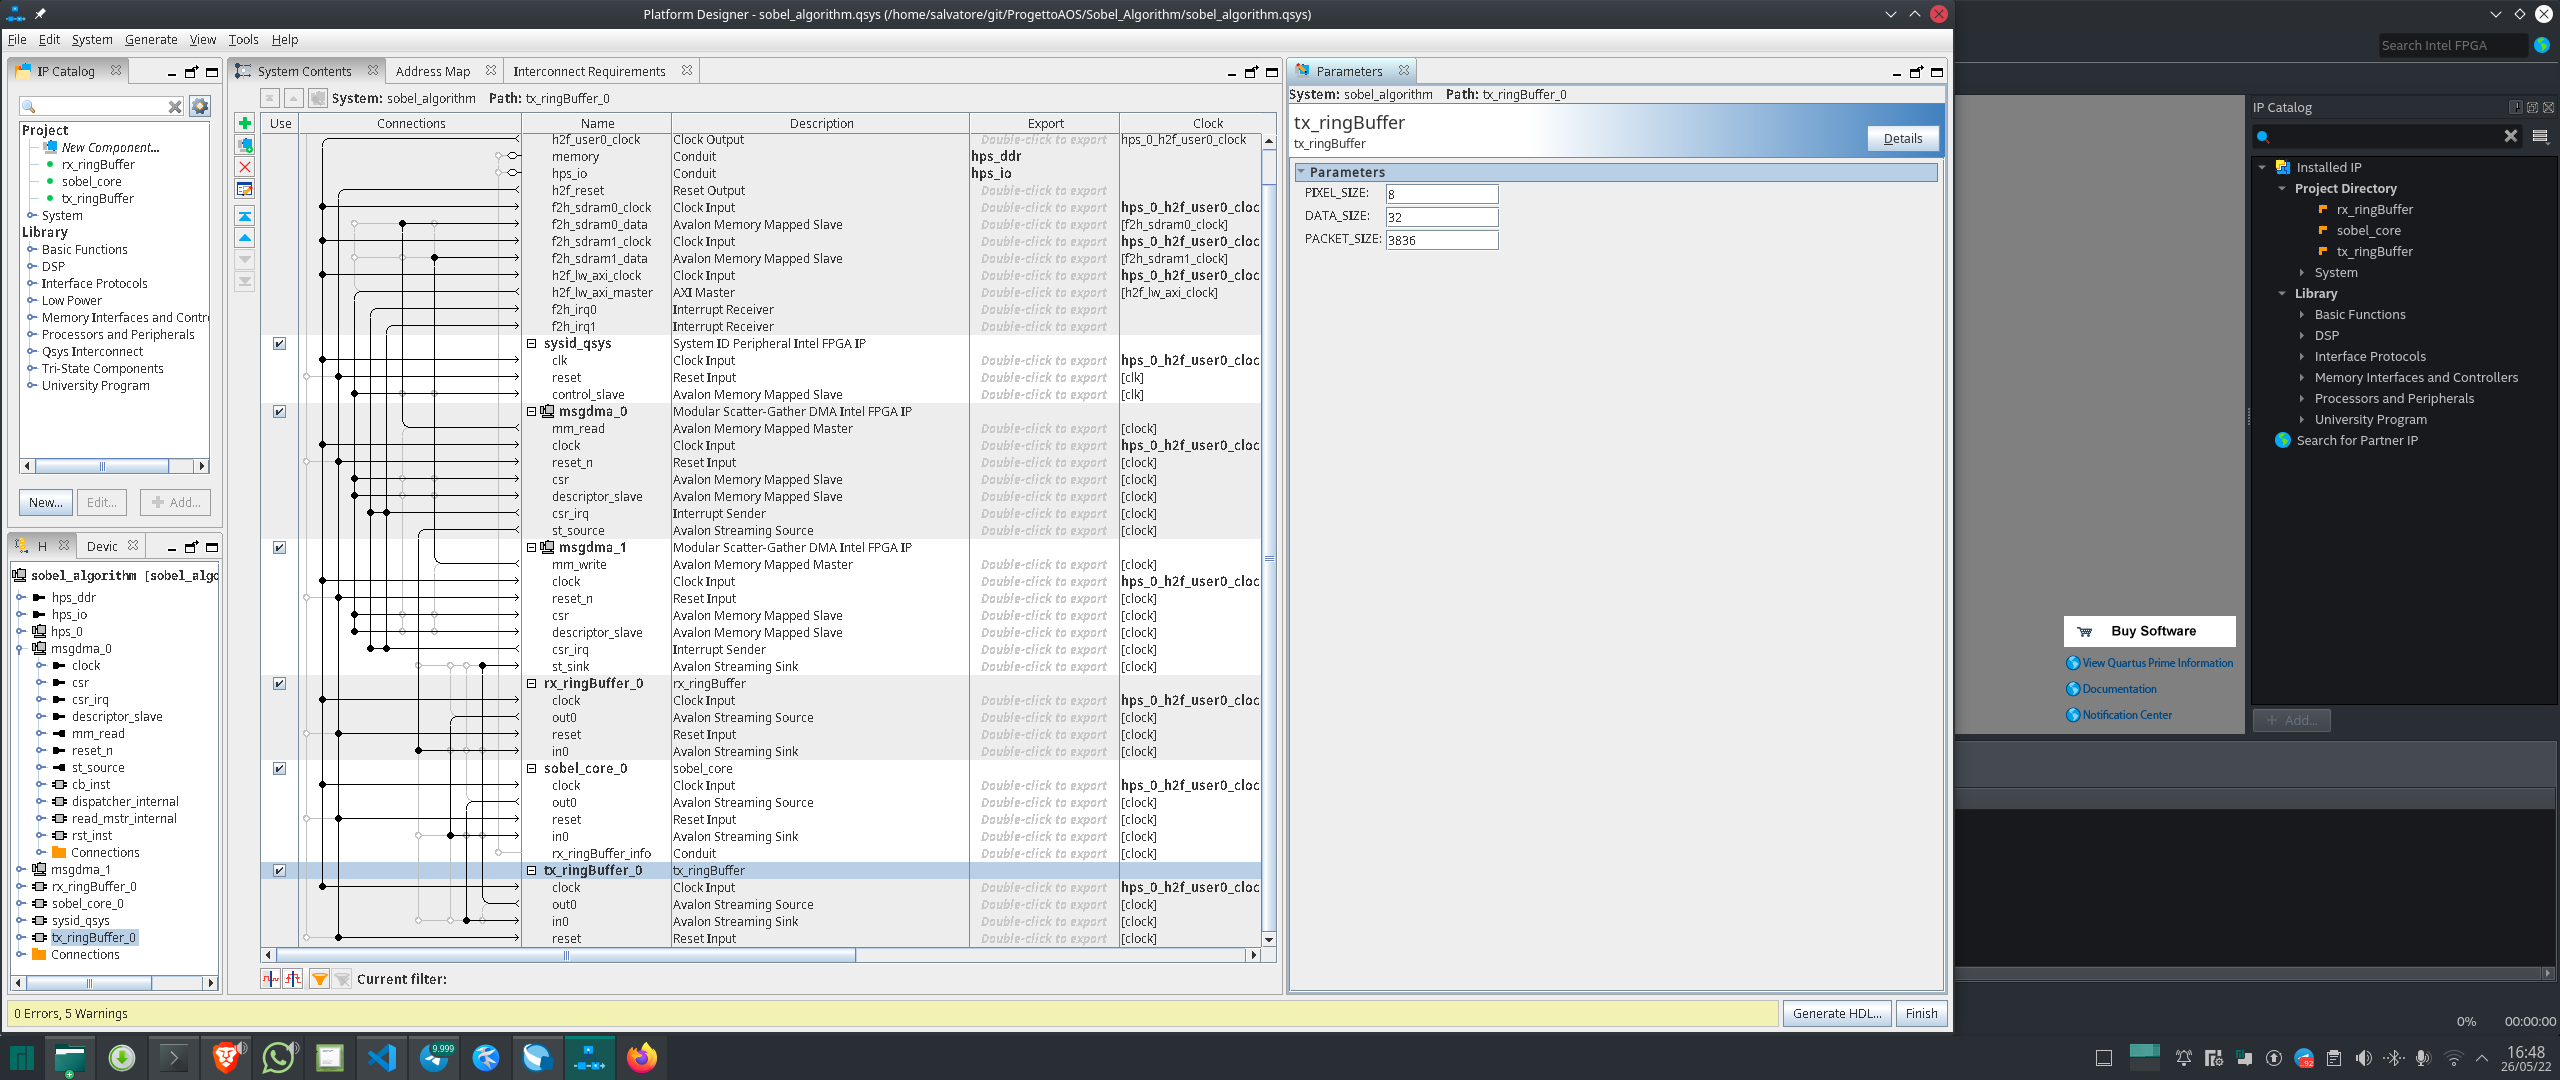 Platform Designer - sobel_algorithm.qsys (/home/salvatore/git/ProgettoAOS/Sobel_Algorithm/sobel_algorithm.qsys)
File Edit System Generate View Tools Help
IP Catalog
Project
New Component...
rx_ringBuffer
sobel_core
tx_ringBuffer
System
Library
Basic Functions
DSP
Interface Protocols
Low Power
Memory Interfaces and Contr
Processors and Peripherals
Qsys Interconnect
Tri-State Components
University Program
New... Edit... Add...
H Devic
sobel_algorithm [sobel_algo
hps_ddr
hps_io
hps_0
msgdma_0
clock
csr
csr_irq
descriptor_slave
mm_read
reset_n
st_source
cb_inst
dispatcher_internal
read_mstr_internal
rst_inst
Connections
msgdma_1
rx_ringBuffer_0
sobel_core_0
sysid_qsys
tx_ringBuffer_0
Connections
System Contents Address Map Interconnect Requirements
System: sobel_algorithm Path: tx_ringBuffer_0
Use Connections Name Description Export Clock
h2f_user0_clock Clock Output Double-click to export hps_0_h2f_user0_clock
memory Conduit hps_ddr
hps_io Conduit hps_io
h2f_reset Reset Output Double-click to export
f2h_sdram0_clock Clock Input Double-click to export hps_0_h2f_user0_cloc
f2h_sdram0_data Avalon Memory Mapped Slave Double-click to export [f2h_sdram0_clock]
f2h_sdram1_clock Clock Input Double-click to export hps_0_h2f_user0_cloc
f2h_sdram1_data Avalon Memory Mapped Slave Double-click to export [f2h_sdram1_clock]
h2f_lw_axi_clock Clock Input Double-click to export hps_0_h2f_user0_cloc
h2f_lw_axi_master AXI Master Double-click to export [h2f_lw_axi_clock]
f2h_irq0 Interrupt Receiver Double-click to export
f2h_irq1 Interrupt Receiver Double-click to export
sysid_qsys System ID Peripheral Intel FPGA IP
clk Clock Input Double-click to export hps_0_h2f_user0_cloc
reset Reset Input Double-click to export [clk]
control_slave Avalon Memory Mapped Slave Double-click to export [clk]
msgdma_0 Modular Scatter-Gather DMA Intel FPGA IP
mm_read Avalon Memory Mapped Master Double-click to export [clock]
clock Clock Input Double-click to export hps_0_h2f_user0_cloc
reset_n Reset Input Double-click to export [clock]
csr Avalon Memory Mapped Slave Double-click to export [clock]
descriptor_slave Avalon Memory Mapped Slave Double-click to export [clock]
csr_irq Interrupt Sender Double-click to export [clock]
st_source Avalon Streaming Source Double-click to export [clock]
msgdma_1 Modular Scatter-Gather DMA Intel FPGA IP
mm_write Avalon Memory Mapped Master Double-click to export [clock]
clock Clock Input Double-click to export hps_0_h2f_user0_cloc
reset_n Reset Input Double-click to export [clock]
csr Avalon Memory Mapped Slave Double-click to export [clock]
descriptor_slave Avalon Memory Mapped Slave Double-click to export [clock]
csr_irq Interrupt Sender Double-click to export [clock]
st_sink Avalon Streaming Sink Double-click to export [clock]
rx_ringBuffer_0 rx_ringBuffer
clock Clock Input Double-click to export hps_0_h2f_user0_cloc
out0 Avalon Streaming Source Double-click to export [clock]
reset Reset Input Double-click to export [clock]
in0 Avalon Streaming Sink Double-click to export [clock]
sobel_core_0 sobel_core
clock Clock Input Double-click to export hps_0_h2f_user0_cloc
out0 Avalon Streaming Source Double-click to export [clock]
reset Reset Input Double-click to export [clock]
in0 Avalon Streaming Sink Double-click to export [clock]
rx_ringBuffer_info Conduit Double-click to export [clock]
tx_ringBuffer_0 tx_ringBuffer
clock Clock Input Double-click to export hps_0_h2f_user0_cloc
out0 Avalon Streaming Source Double-click to export [clock]
in0 Avalon Streaming Sink Double-click to export [clock]
reset Reset Input Double-click to export [clock]
Current filter:
Parameters
System: sobel_algorithm Path: tx_ringBuffer_0
tx_ringBuffer
tx_ringBuffer
Details
Parameters
PIXEL_SIZE: 8
DATA_SIZE: 32
PACKET_SIZE: 3836
0 Errors, 5 Warnings
Generate HDL... Finish
Search Intel FPGA
IP Catalog
Installed IP
Project Directory
rx_ringBuffer
sobel_core
tx_ringBuffer
System
Library
Basic Functions
DSP
Interface Protocols
Memory Interfaces and Controllers
Processors and Peripherals
University Program
Search for Partner IP
+ Add...
Buy Software
View Quartus Prime Information
Documentation
Notification Center
0% 00:00:00
9.999
92
16:48
26/05/22